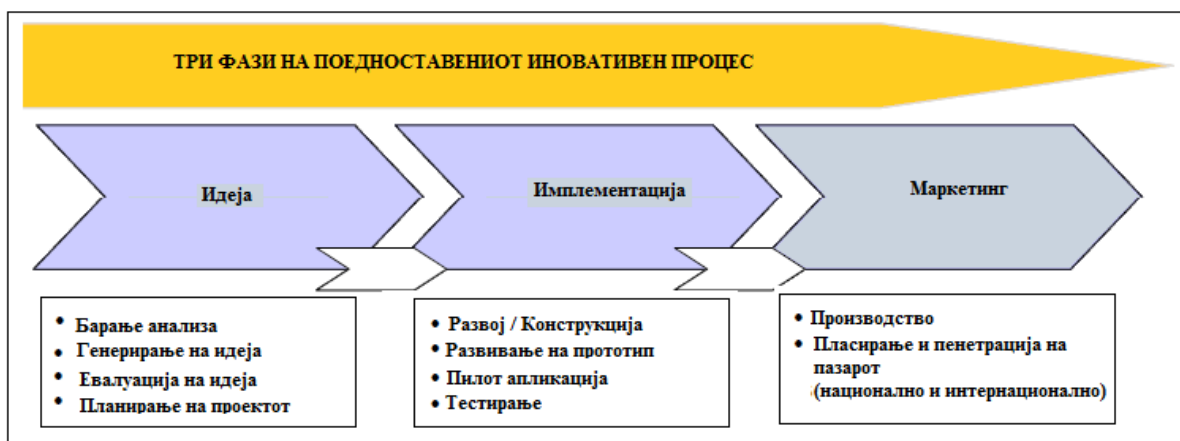 ТРИ ФАЗИ НА ПОЕДНОСТАВЕНИОТ ИНОВАТИВЕН ПРОЦЕС
Идеја
Имплементација
Маркетинг
• Барање анализа
• Генерирање на идеја
• Евалуација на идеја
• Планирање на проектот
• Развој / Конструкција
• Развивање на прототип
• Пилот апликација
• Тестирање
• Производство
• Пласирање и пенетрација на
пазарот
(национално и интернационално)